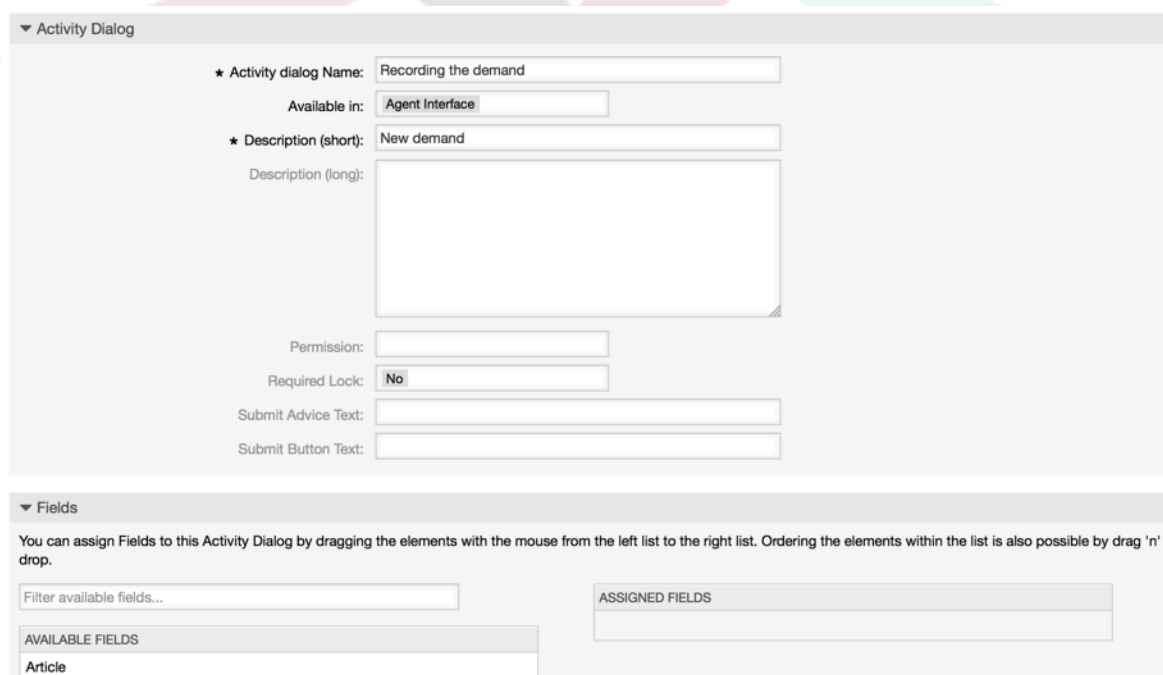 Activity Dialog
★ Activity dialog Name: Recording the demand
Available in: Agent Interface
★ Description (short): New demand
Description (long):
Permission:
Required Lock: No
Submit Advice Text:
Submit Button Text:
Fields
You can assign Fields to this Activity Dialog by dragging the elements with the mouse from the left list to the right list. Ordering the elements within the list is also possible by drag 'n'
drop.
Filter available fields... ASSIGNED FIELDS
AVAILABLE FIELDS
Article